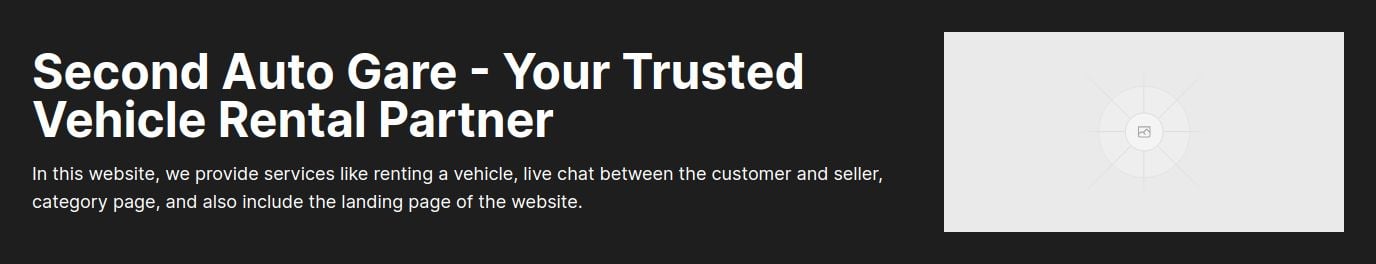 Second Auto Gare - Your Trusted
Vehicle Rental Partner
In this website, we provide services like renting a vehicle, live chat between the customer and seller,
category page, and also include the landing page of the website.